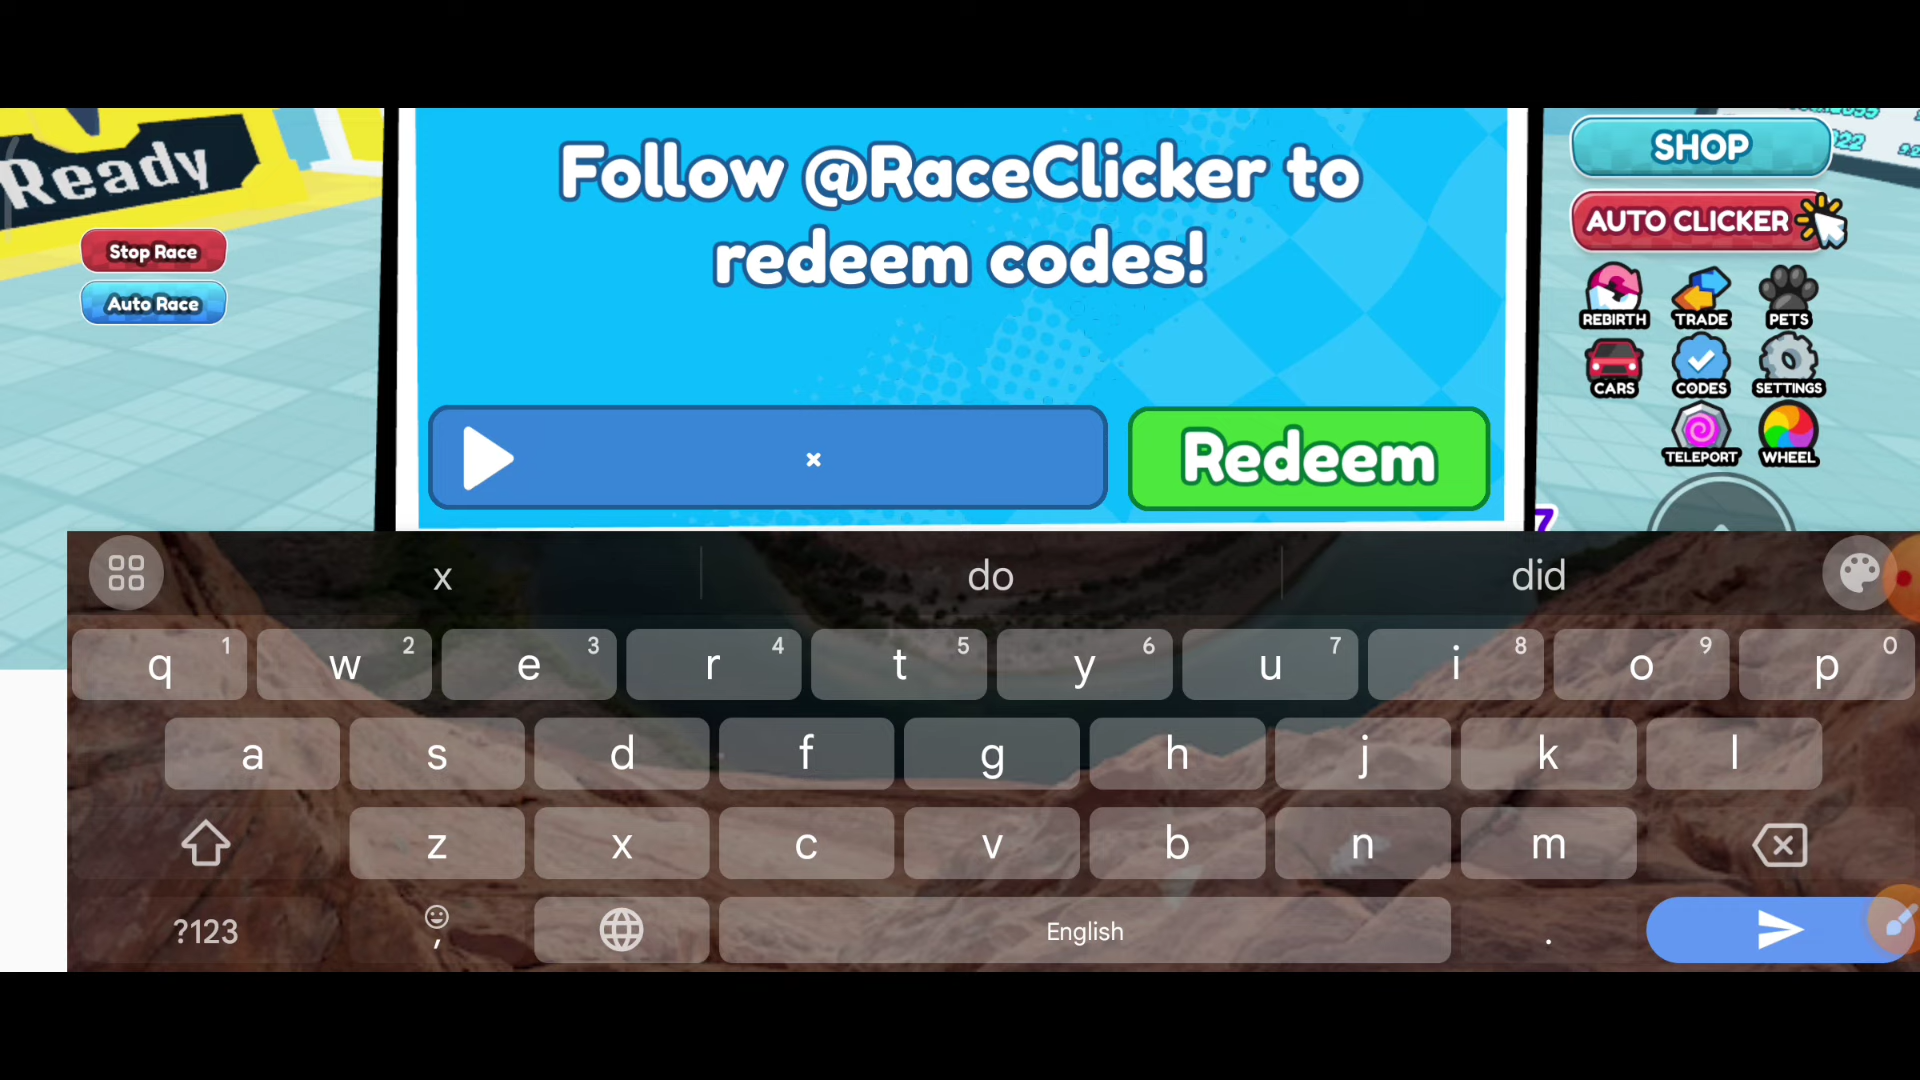 Ready
Stop Race
Auto Race
Follow @RaceClicker to
redeem codes!
x
Redeem
SHOP
AUTO CLICKER
REBIRTH TRADE PETS
CARS CODES SETTINGS
TELEPORT WHEEL
7
x do did
q 1 w 2 e 3 r 4 t 5 y 6 u 7 i 8 o 9 p 0
a s d f g h j k l
z x c v b n m
?123 , English .